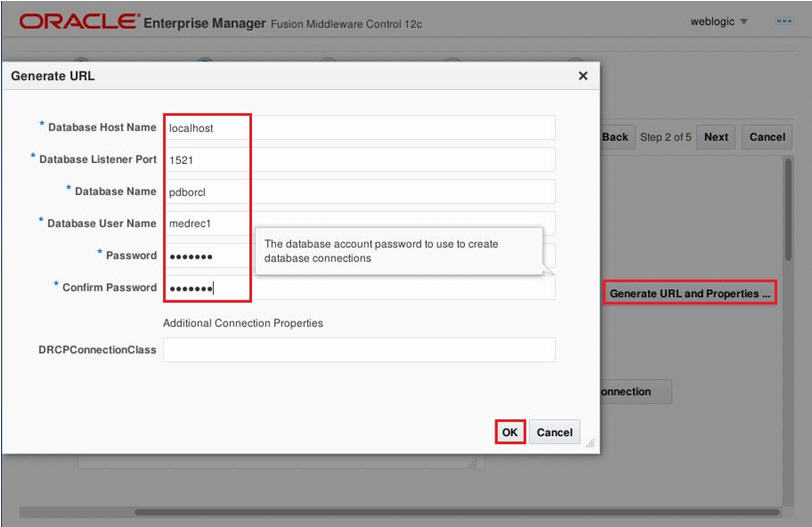 ORACLE Enterprise Manager Fusion Middleware Control 12c
weblogic
Generate URL
* Database Host Name localhost
* Database Listener Port 1521
* Database Name pdborcl
* Database User Name medrec1
* Password •••••••
* Confirm Password •••••••
The database account password to use to create
database connections
Additional Connection Properties
DRCPConnectionClass
OK Cancel
Back Step 2 of 5 Next Cancel
Generate URL and Properties ...
onnection